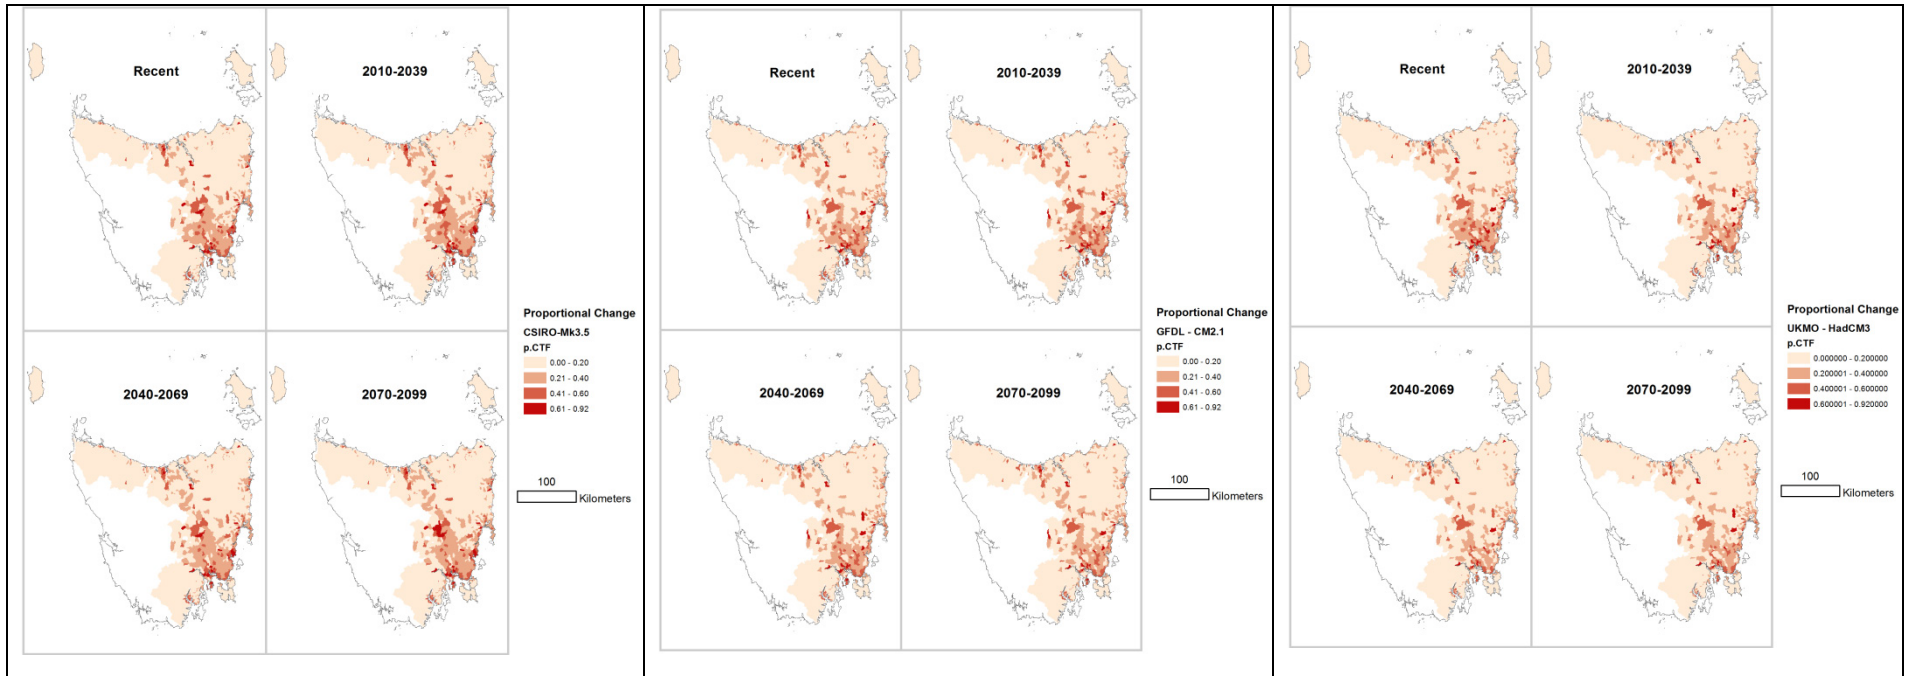 Recent
2010-2039
2040-2069
2070-2099
Proportional Change
CSIRO-Mk3.5
p.CTF
0.00 - 0.20
0.21 - 0.40
0.41 - 0.60
0.61 - 0.92
100
Kilometers
Recent
2010-2039
2040-2069
2070-2099
Proportional Change
GFDL - CM2.1
p.CTF
0.00 - 0.20
0.21 - 0.40
0.41 - 0.60
0.61 - 0.92
100
Kilometers
Recent
2010-2039
2040-2069
2070-2099
Proportional Change
UKMO - HadCM3
p.CTF
0.000000 - 0.200000
0.200001 - 0.400000
0.400001 - 0.600000
0.600001 - 0.920000
100
Kilometers